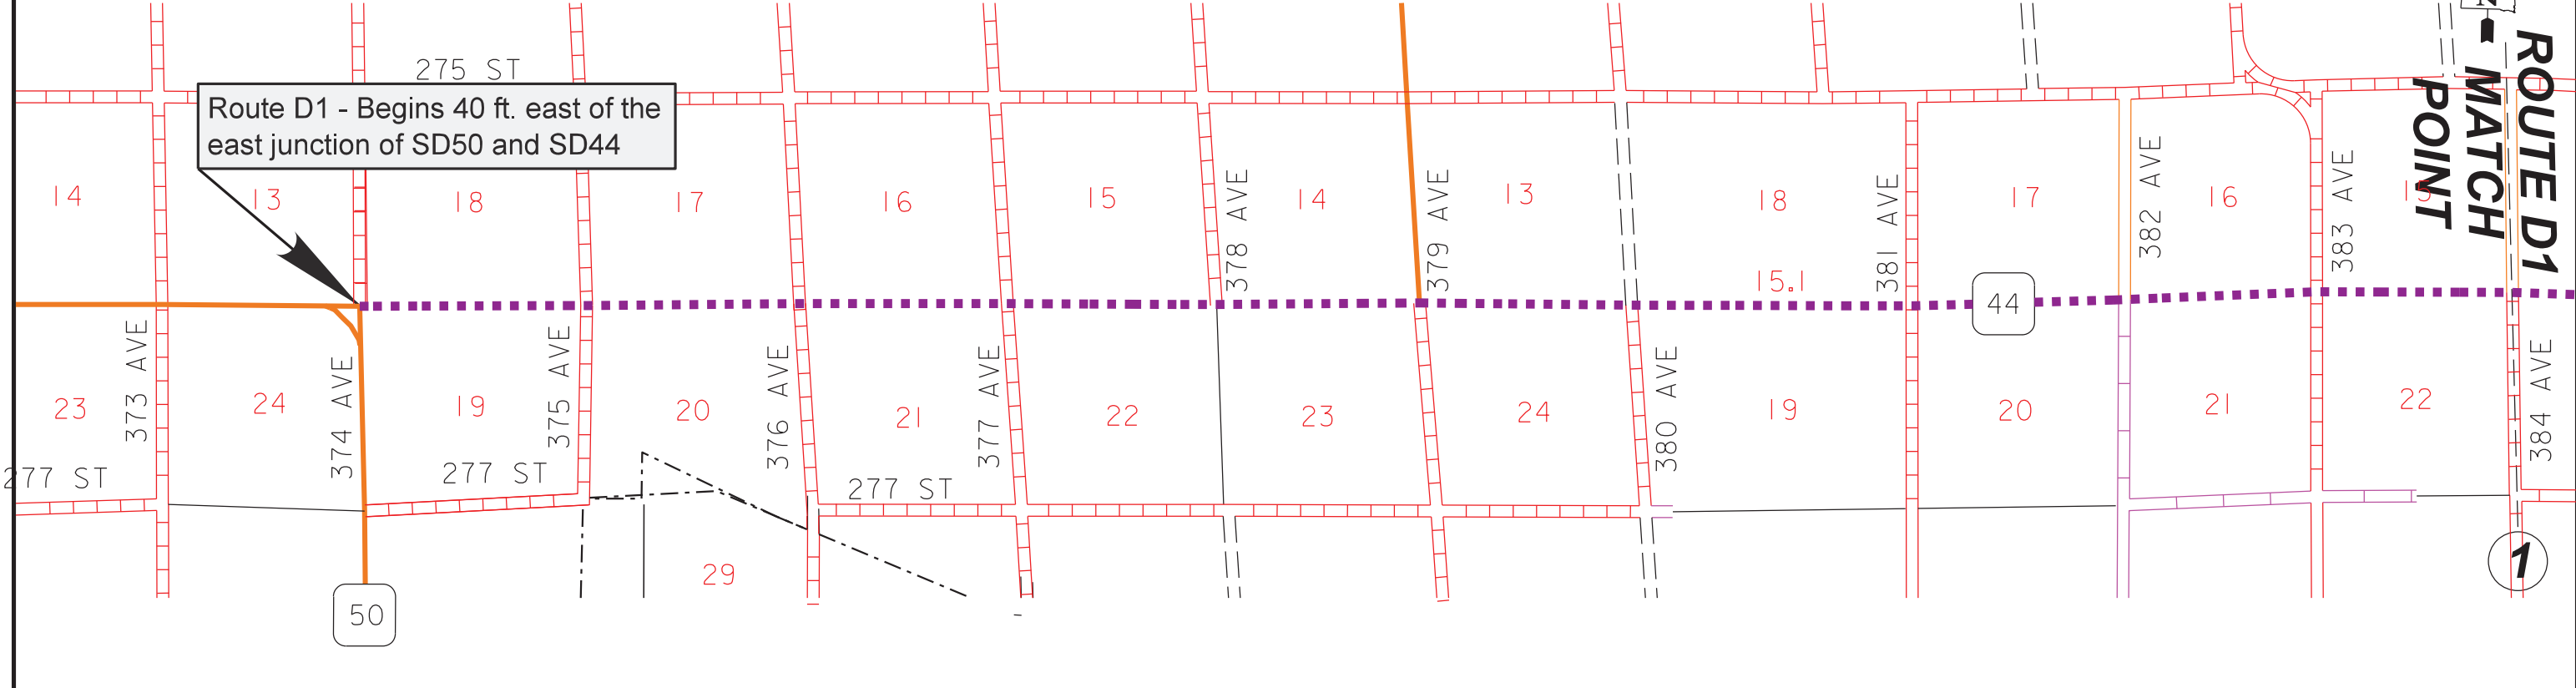 275 ST
Route D1 - Begins 40 ft. east of the
east junction of SD50 and SD44
ROUTE D1
MATCH
POINT
14
13
18
17
16
15
14
13
18
17
16
15
15.1
378 AVE
379 AVE
381 AVE
382 AVE
383 AVE
44
373 AVE
374 AVE
375 AVE
376 AVE
377 AVE
380 AVE
384 AVE
23
24
19
20
21
22
23
24
19
20
21
22
277 ST
277 ST
277 ST
29
50
1